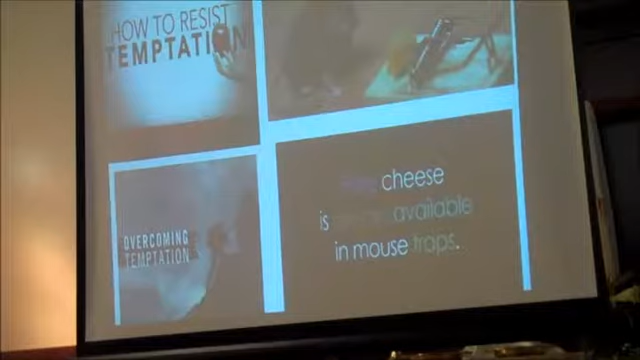 HOW TO RESIST
TEMPTATION
OVERCOMING
TEMPTATION
cheese
is available
in mouse traps.